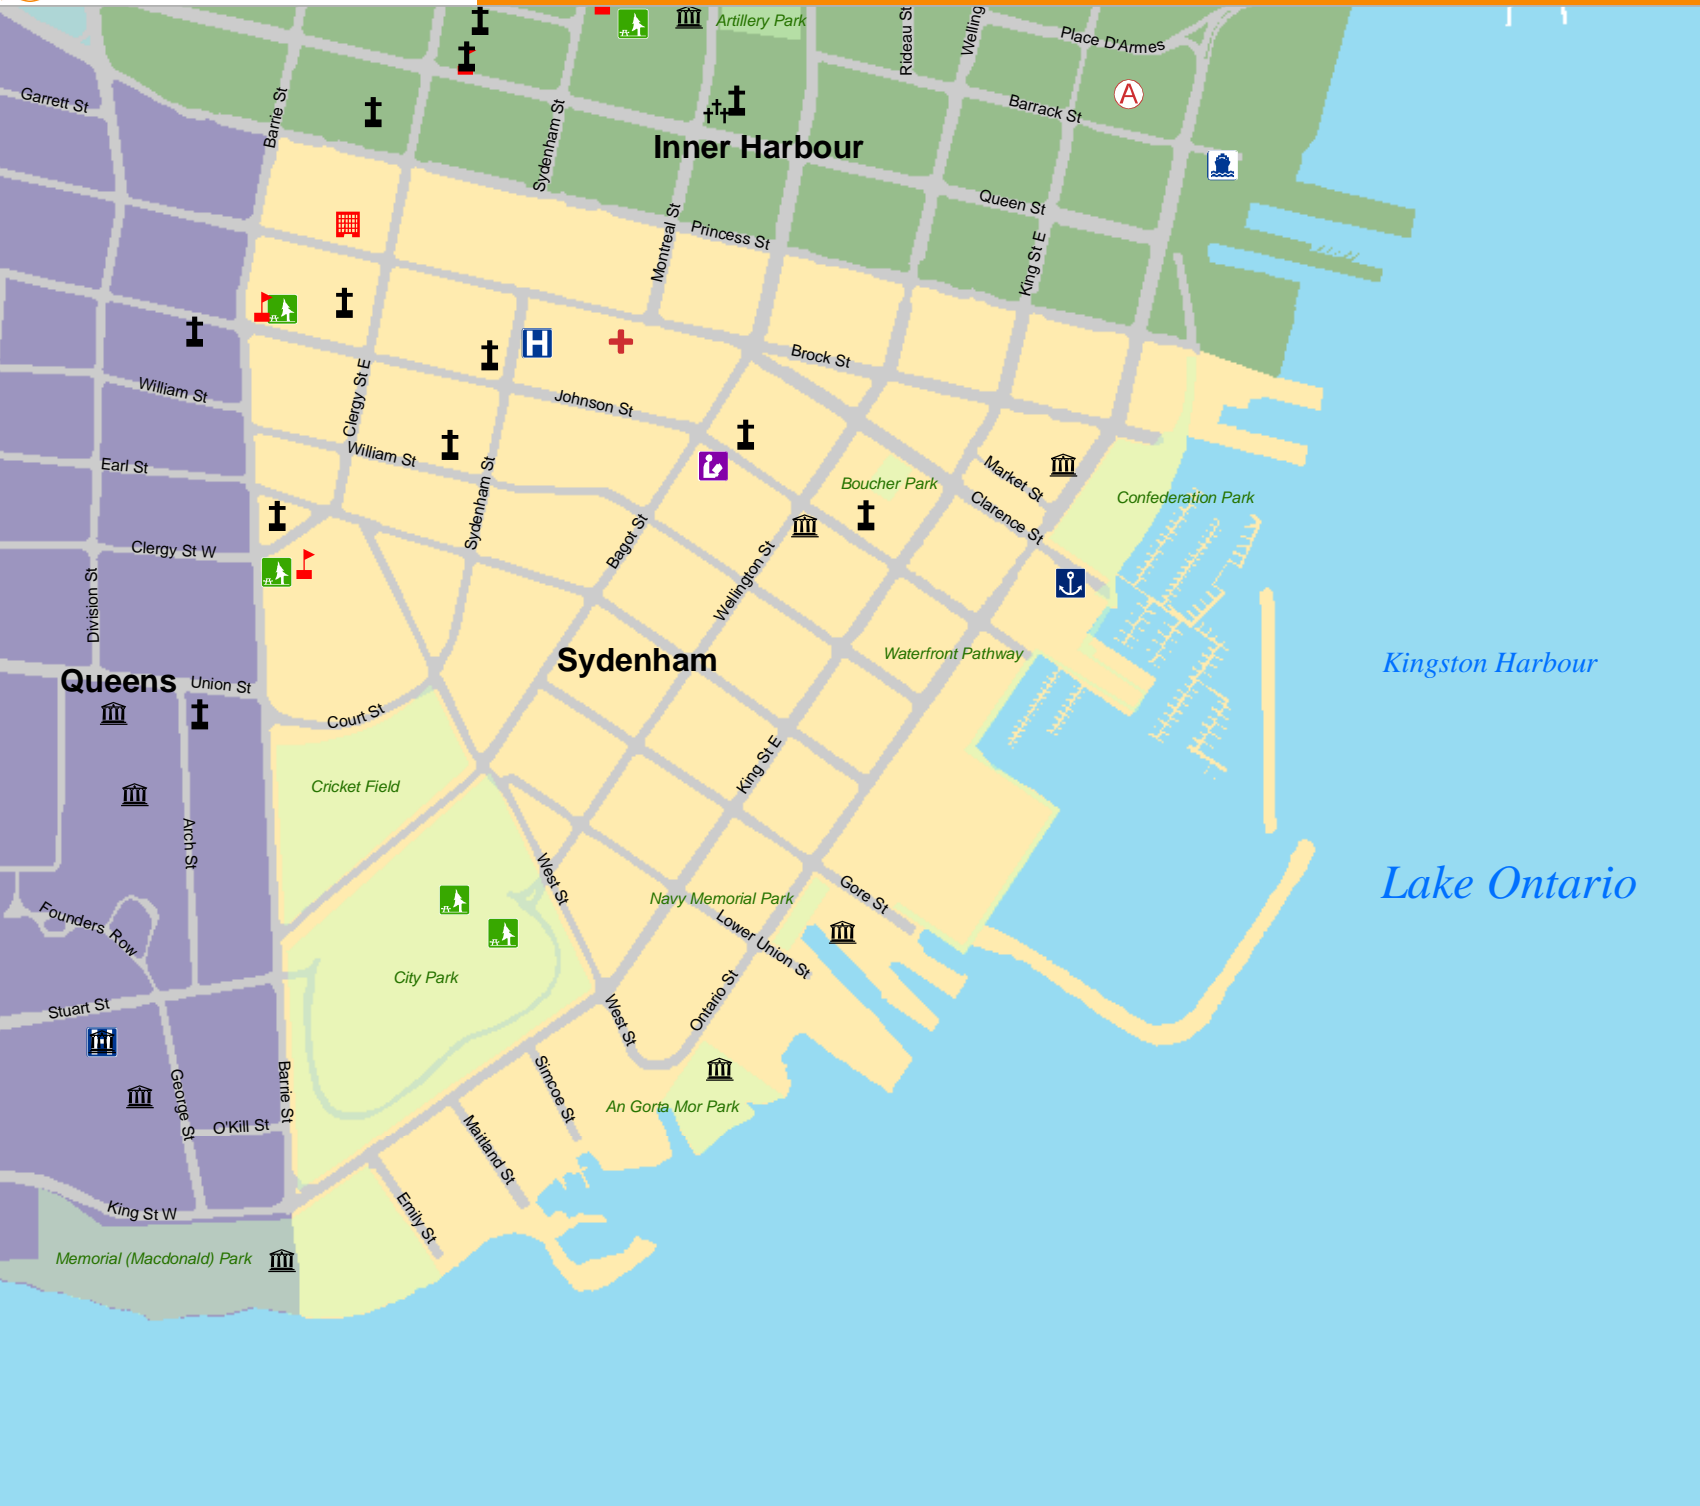 Artillery Park
Rideau St
Welling
Place D'Armes
Garrett St
Barrie St
Sydenham St
A
Barrack St
Inner Harbour
Queen St
Princess St
Montreal St
King St E
H
Brock St
William St
Johnson St
Clergy St E
William St
Earl St
Sydenham St
Market St
Boucher Park
Clarence St
Confederation Park
Clergy St W
Bagot St
Division St
Wellington St
Sydenham
Waterfront Pathway
Kingston Harbour
Queens
Union St
Court St
King St E
Cricket Field
Arch St
West St
Navy Memorial Park
Gore St
Lake Ontario
Founders Row
Lower Union St
City Park
Stuart St
Ontario St
West St
H
Simcoe St
Barrie St
George St
An Gorta Mor Park
O'Kill St
Maitland St
Emily St
King St W
Memorial (Macdonald) Park